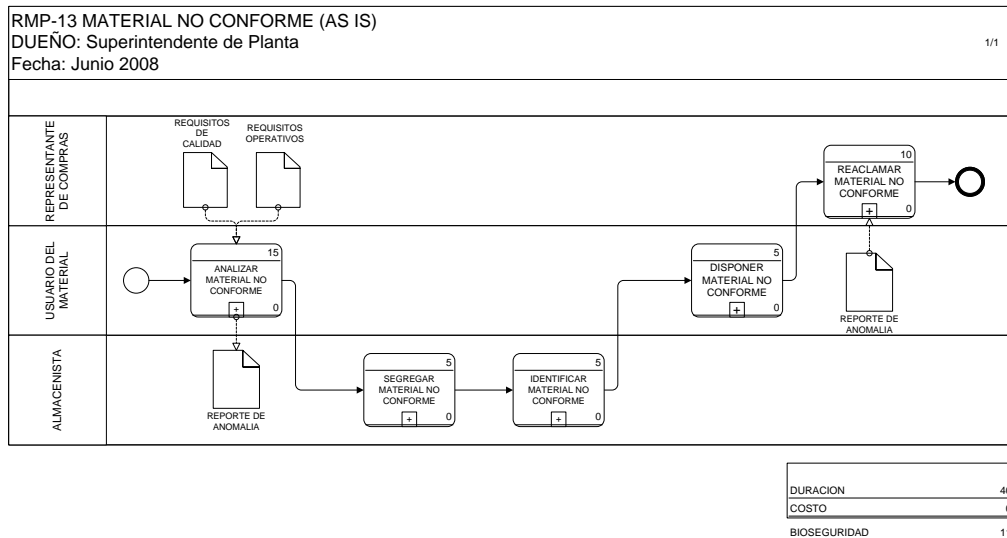 RMP-13 MATERIAL NO CONFORME (AS IS)
DUEÑO: Superintendente de Planta
Fecha: Junio 2008
1/1
REPRESENTANTE
DE COMPRAS
REQUISITOS
DE
CALIDAD
REQUISITOS
OPERATIVOS
10
REACLAMAR
MATERIAL NO
CONFORME
+
0
USUARIO DEL
MATERIAL
15
ANALIZAR
MATERIAL NO
CONFORME
+
0
5
DISPONER
MATERIAL NO
CONFORME
+
0
REPORTE DE
ANOMALIA
ALMACENISTA
REPORTE DE
ANOMALIA
5
SEGREGAR
MATERIAL NO
CONFORME
+
0
5
IDENTIFICAR
MATERIAL NO
CONFORME
+
0
DURACION
COSTO
BIOSEGURIDAD